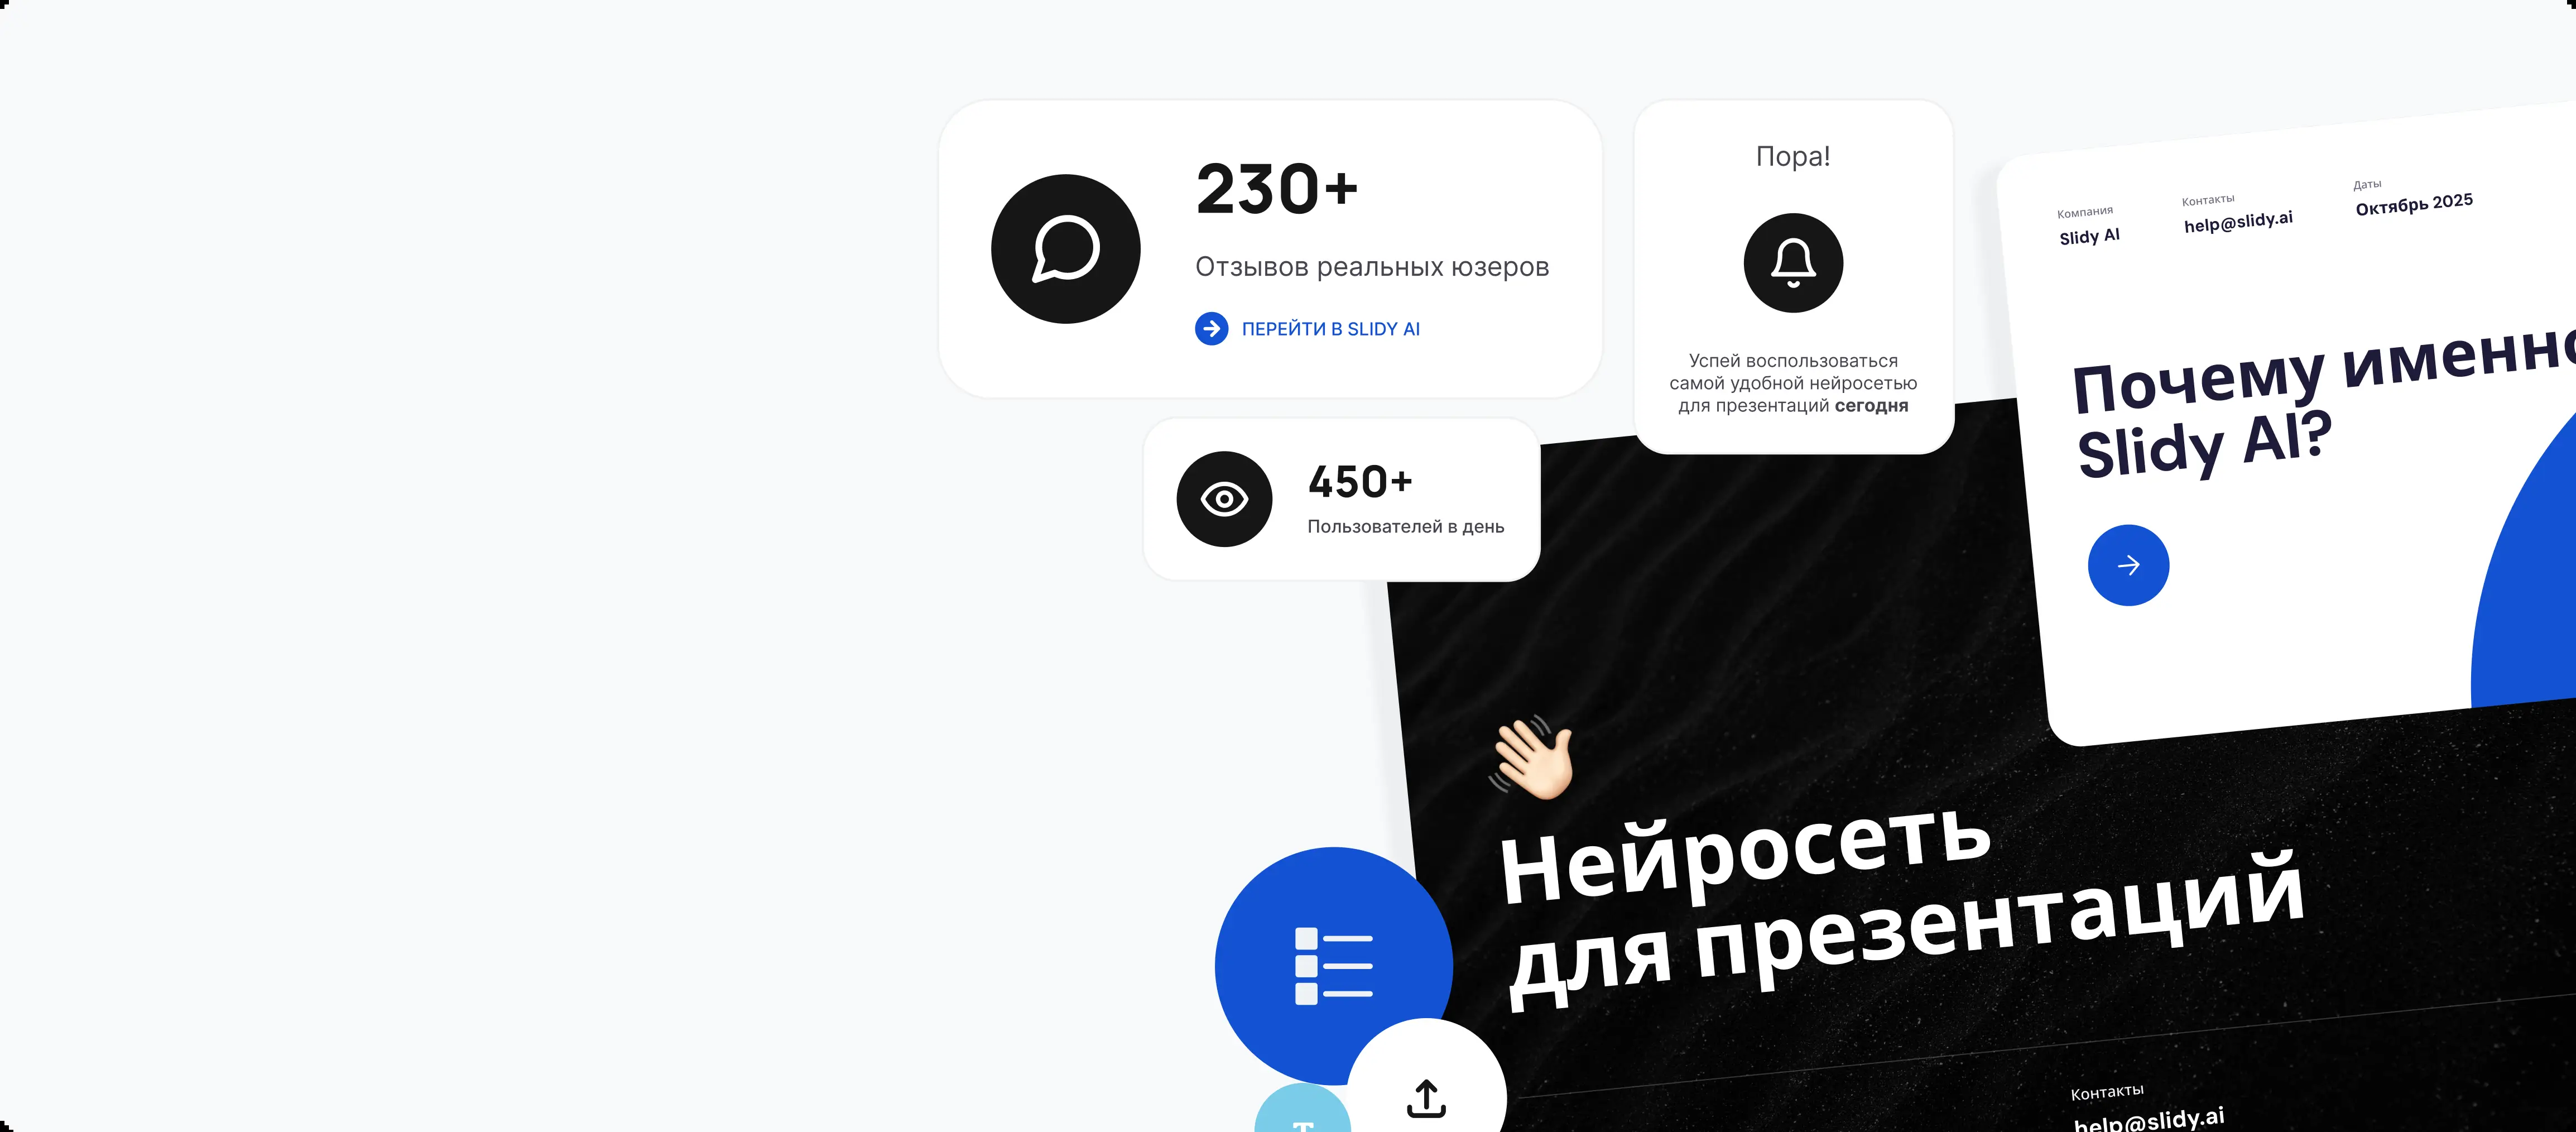 230+
Отзывов реальных юзеров
ПЕРЕЙТИ В SLIDY AI
Пора!
Успей воспользоваться
самой удобной нейросетью
для презентаций сегодня
450+
Пользователей в день
Компания
Slidy AI
Контакты
help@slidy.ai
Даты
Октябрь 2025
Почему именно
Slidy AI?
Нейросеть
для презентаций
Контакты
help@slidy.ai